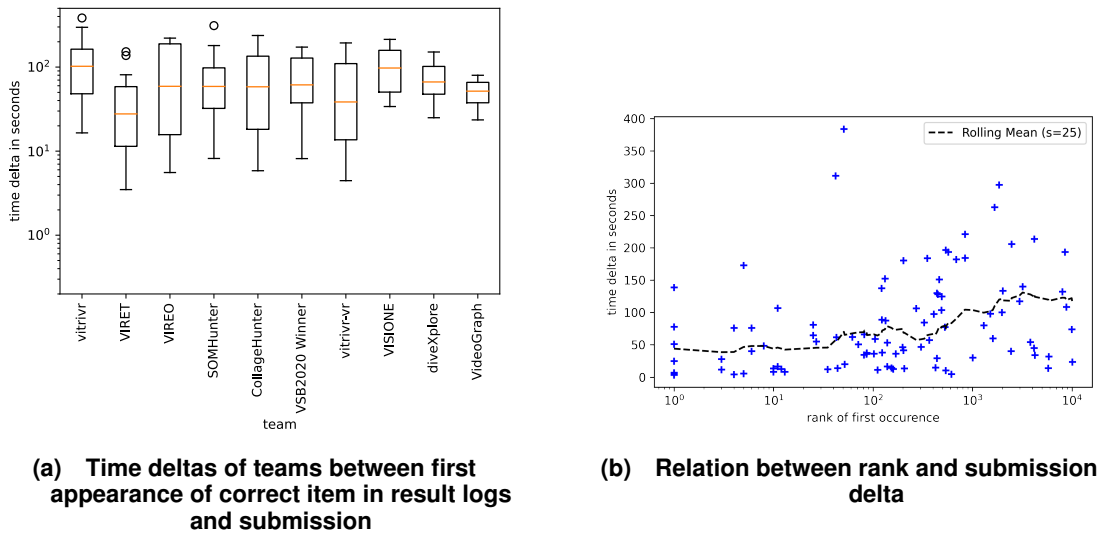 10²
10¹
10⁰
time delta in seconds
vitrivr
VIRET
VIREO
SOMHunter
CollageHunter
VSB2020 Winner
vitrivr-vr
VISIONE
diveXplore
VideoGraph
team
(a) Time deltas of teams between first
appearance of correct item in result logs
and submission
400
350
300
250
200
150
100
50
0
time delta in seconds
Rolling Mean (s=25)
10⁰ 10¹ 10² 10³ 10⁴
rank of first occurence
(b) Relation between rank and submission
delta